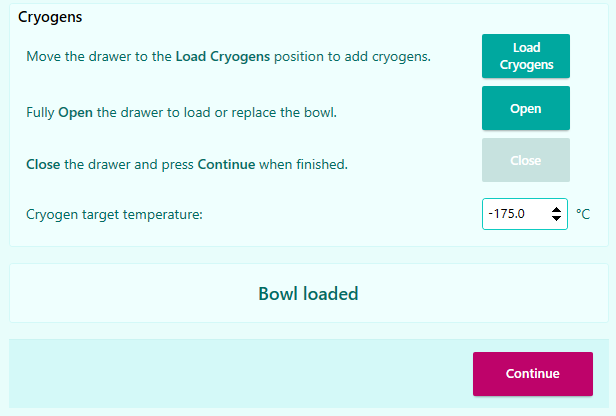 Cryogens
Move the drawer to the Load Cryogens position to add cryogens.
Load
Cryogens
Fully Open the drawer to load or replace the bowl.
Open
Close the drawer and press Continue when finished.
Close
Cryogen target temperature:
-175.0
°C
Bowl loaded
Continue